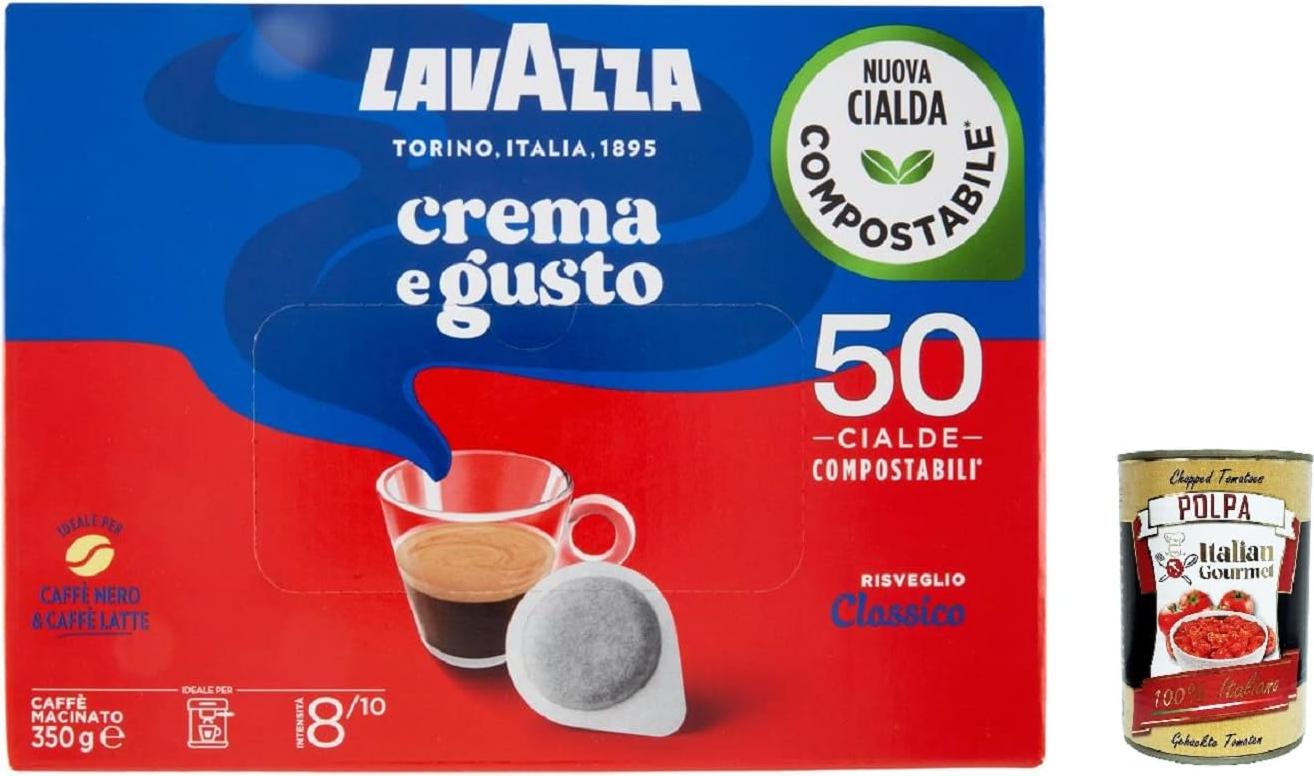 LAVAZZA
TORINO, ITALIA, 1895
crema
e gusto
NUOVA
CIALDA
COMPOSTABILE*
50
CIALDE
COMPOSTABILI*
RISVEGLIO
Classico
IDEALE PER
CAFFÈ NERO
& CAFFÈ LATTE
CAFFÈ
MACINATO
350 g e
IDEALE PER
INTENSITÀ
8/10
Chopped Tomatoes
POLPA
Italian
Gourmet
100% Italiano
Gehackte Tomaten